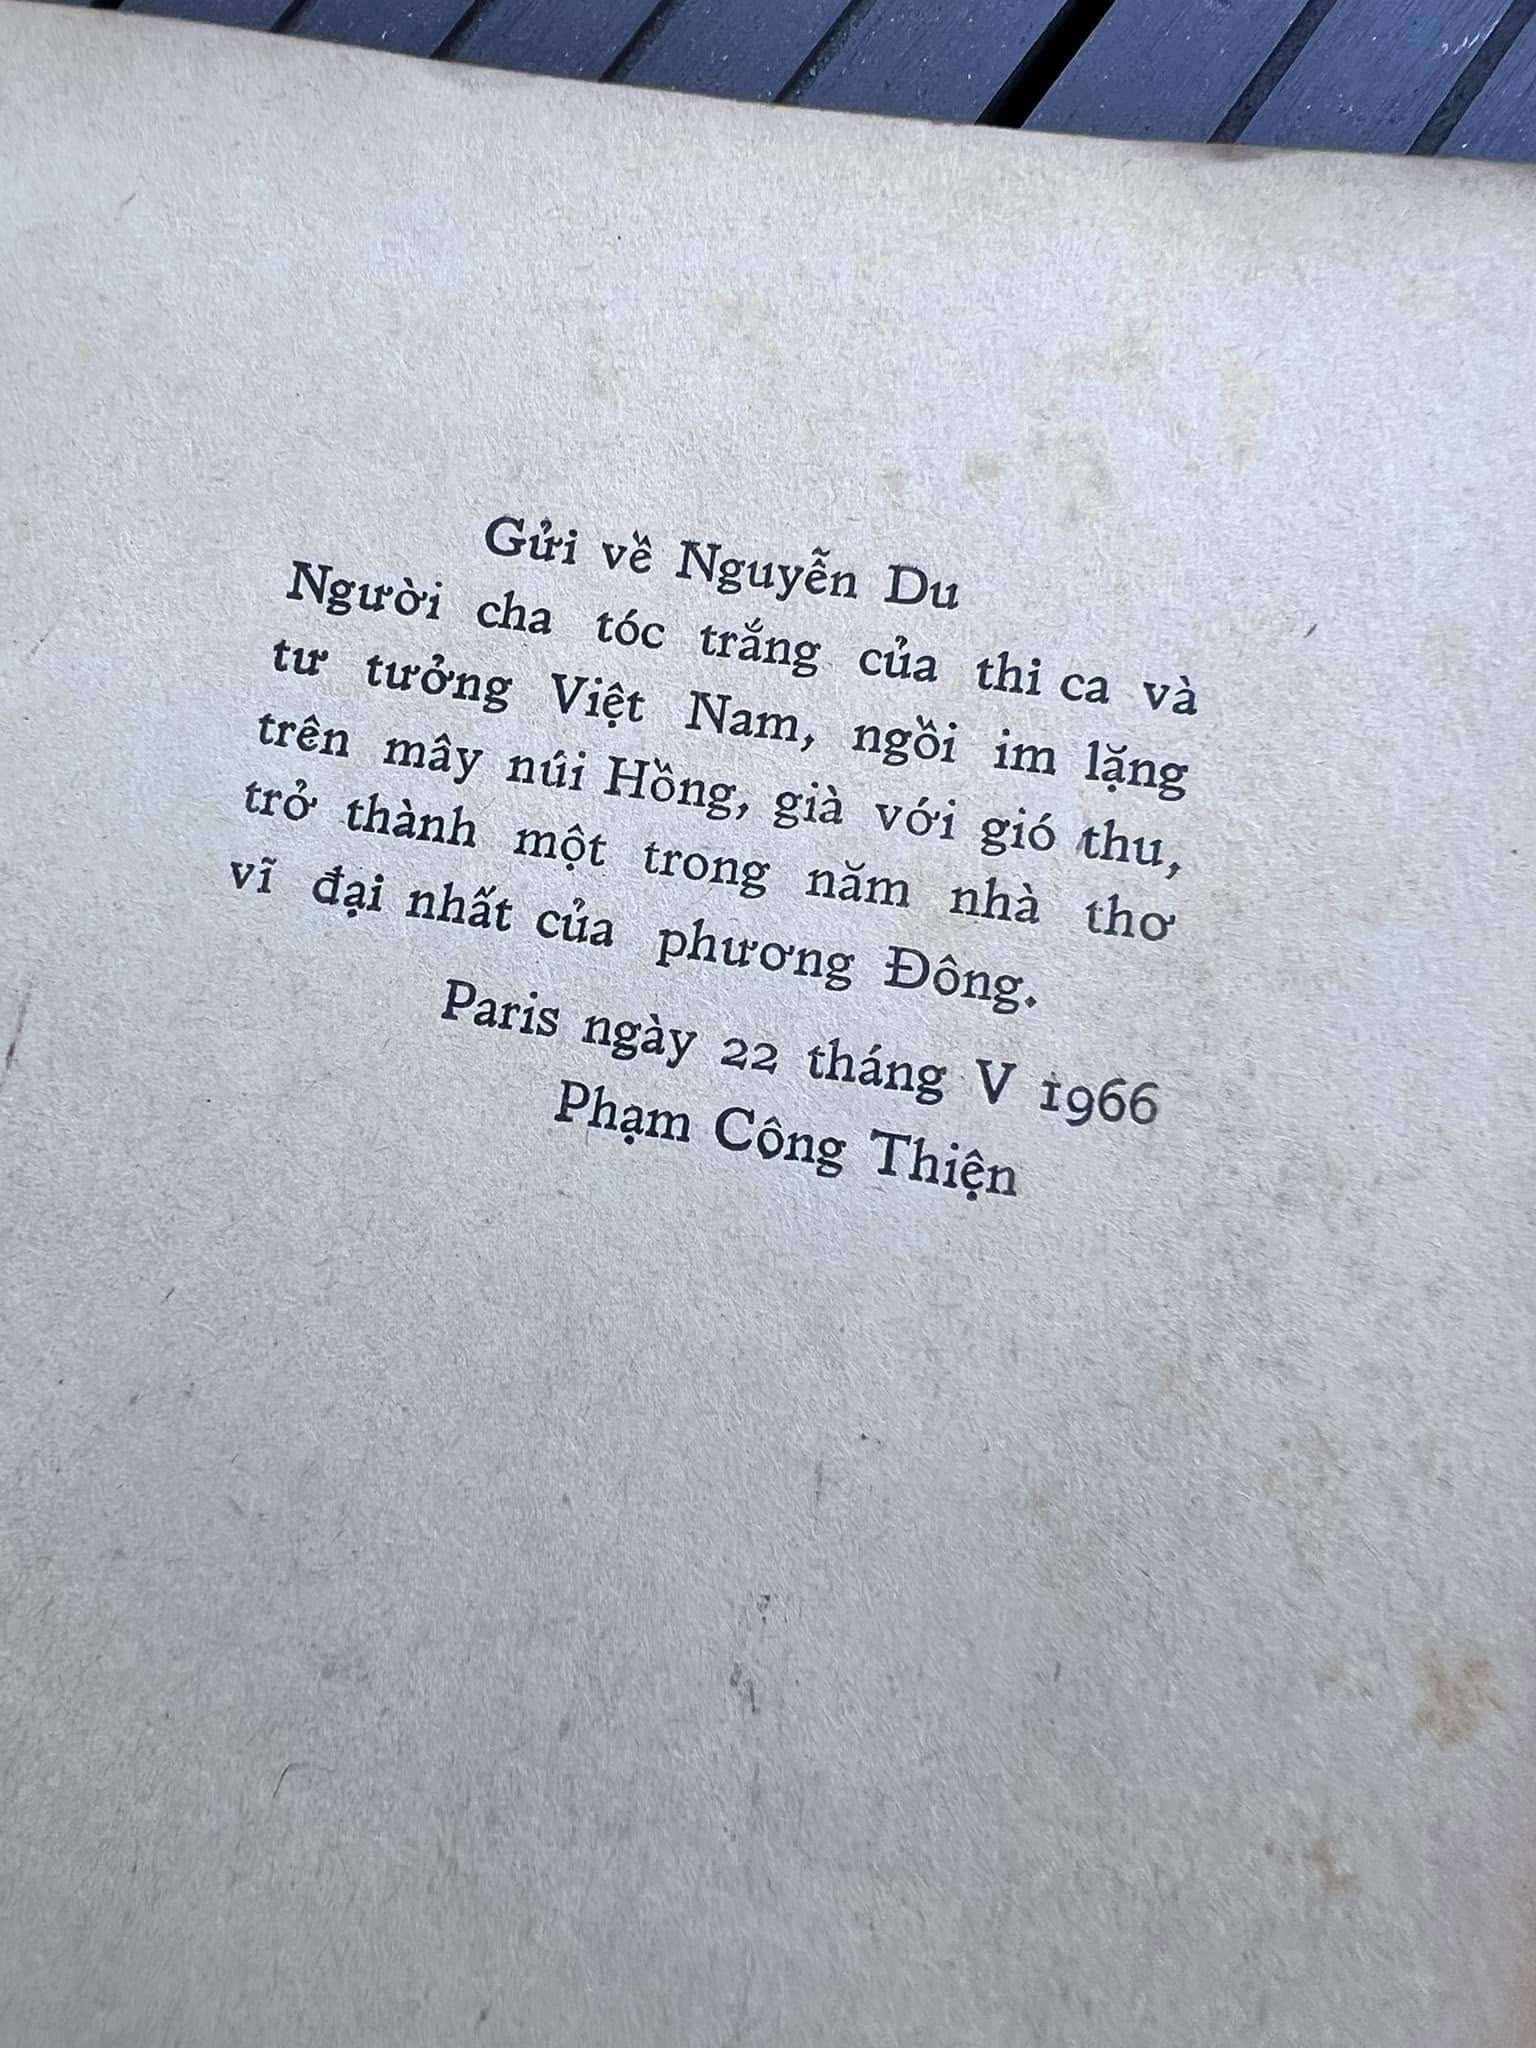 Gửi về Nguyễn Du
Người cha tóc trắng của thi ca và
tư tưởng Việt Nam, ngồi im lặng
trên mây núi Hồng, già với gió thu,
trở thành một trong năm nhà thơ
vĩ đại nhất của phương Đông.
Paris ngày 22 tháng V 1966
Phạm Công Thiện